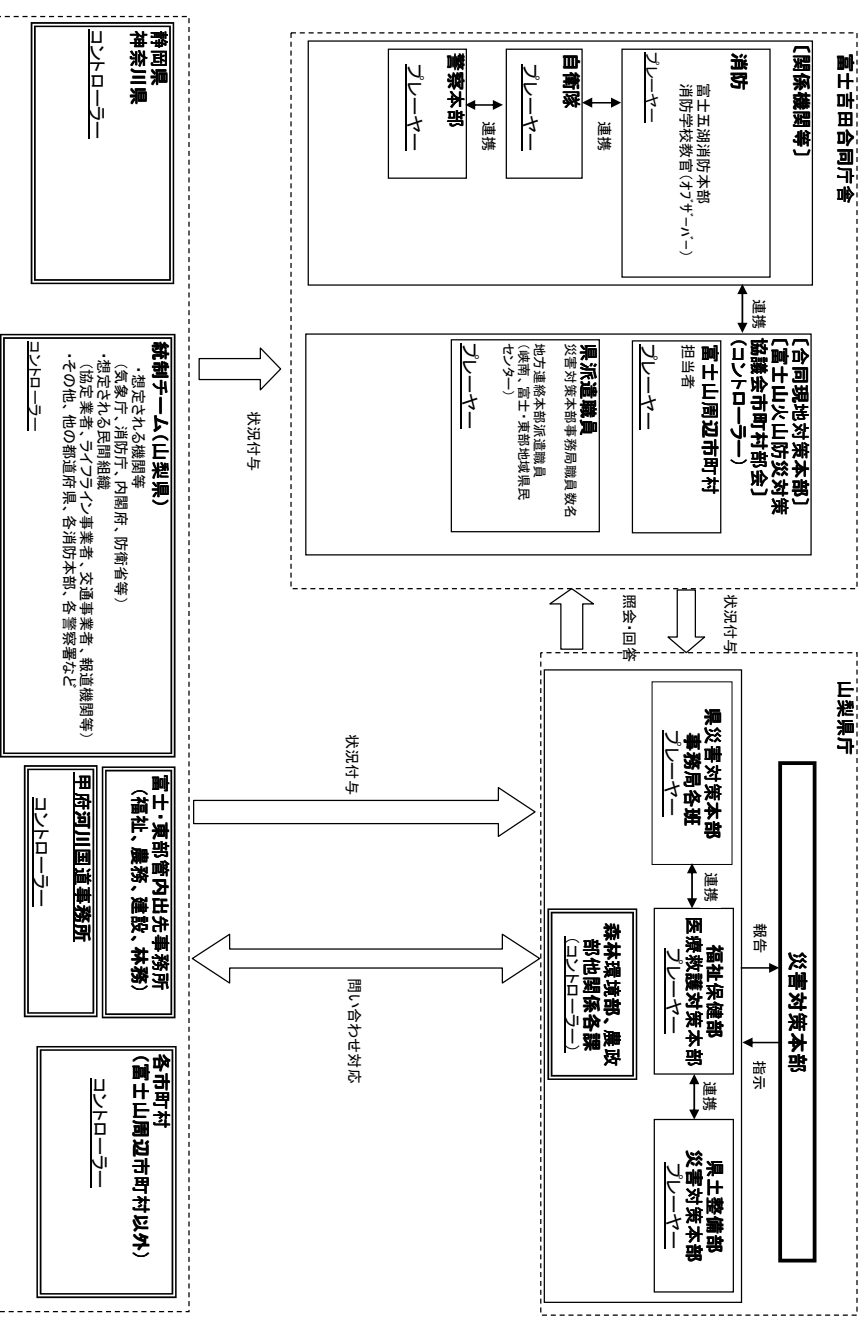 富士吉田合同庁舎
〔関係機関等〕
消防
富士五湖消防本部
消防学校教官(オブザーバー)
プレーヤー
連携
自衛隊
プレーヤー
連携
警察本部
プレーヤー
連携
〔合同現地対策本部〕
【富士山火山防災対策
協議会市町村部会】
(コントローラー)
富士山周辺市町村
担当者
プレーヤー
県派遣職員
災害対策本部事務局職員数名
地方連絡本部派遣職員
(峡南、富士・東部地域県民
センター)
プレーヤー
状況付与
照会・回答
山梨県庁
災害対策本部
報告
指示
県災害対策本部
事務局各班
プレーヤー
連携
福祉保健部
医療救護対策本部
プレーヤー
連携
県土整備部
災害対策本部
プレーヤー
森林環境部、農政
部他関係各課
(コントローラー)
状況付与
状況付与
問い合わせ対応
静岡県
神奈川県
コントローラー
統制チーム(山梨県)
・想定される機関等
(気象庁、消防庁、内閣府、防衛省等)
・想定される民間組織
(協定業者、ライフライン事業者、交通事業者、報道機関等)
・その他、他の都道府県、各消防本部、各警察署など
コントローラー
富士・東部管内出先事務所
(福祉、農務、建設、林務)
甲府河川国道事務所
コントローラー
各市町村
(富士山周辺市町村以外)
コントローラー